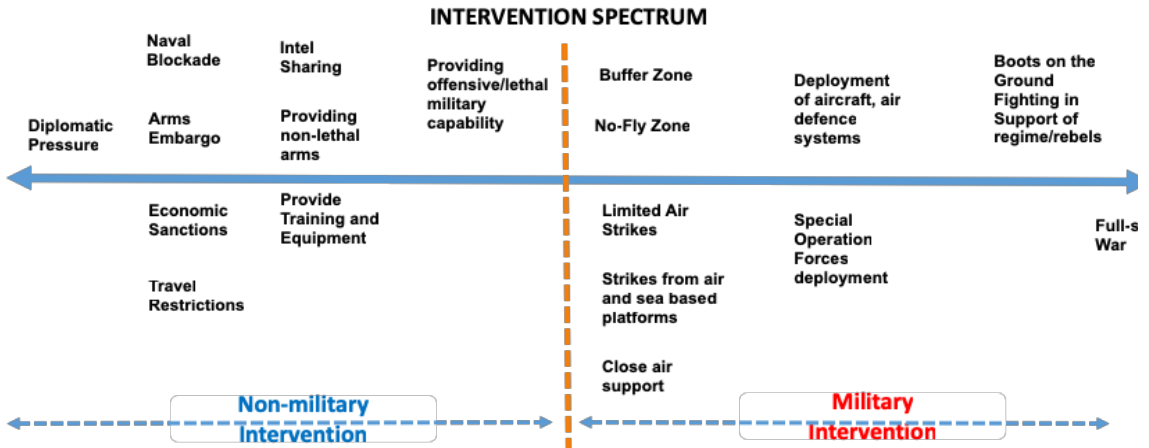 INTERVENTION SPECTRUM
Diplomatic
Pressure
Naval
Blockade
Arms
Embargo
Economic
Sanctions
Travel
Restrictions
Intel
Sharing
Providing
non-lethal
arms
Provide
Training and
Equipment
Providing
offensive/lethal
military
capability
Buffer Zone
No-Fly Zone
Limited Air
Strikes
Strikes from air
and sea based
platforms
Close air
support
Deployment
of aircraft, air
defence
systems
Special
Operation
Forces
deployment
Boots on the
Ground
Fighting in
Support of
regime/rebels
Full-s
War
Non-military
Intervention
Military
Intervention